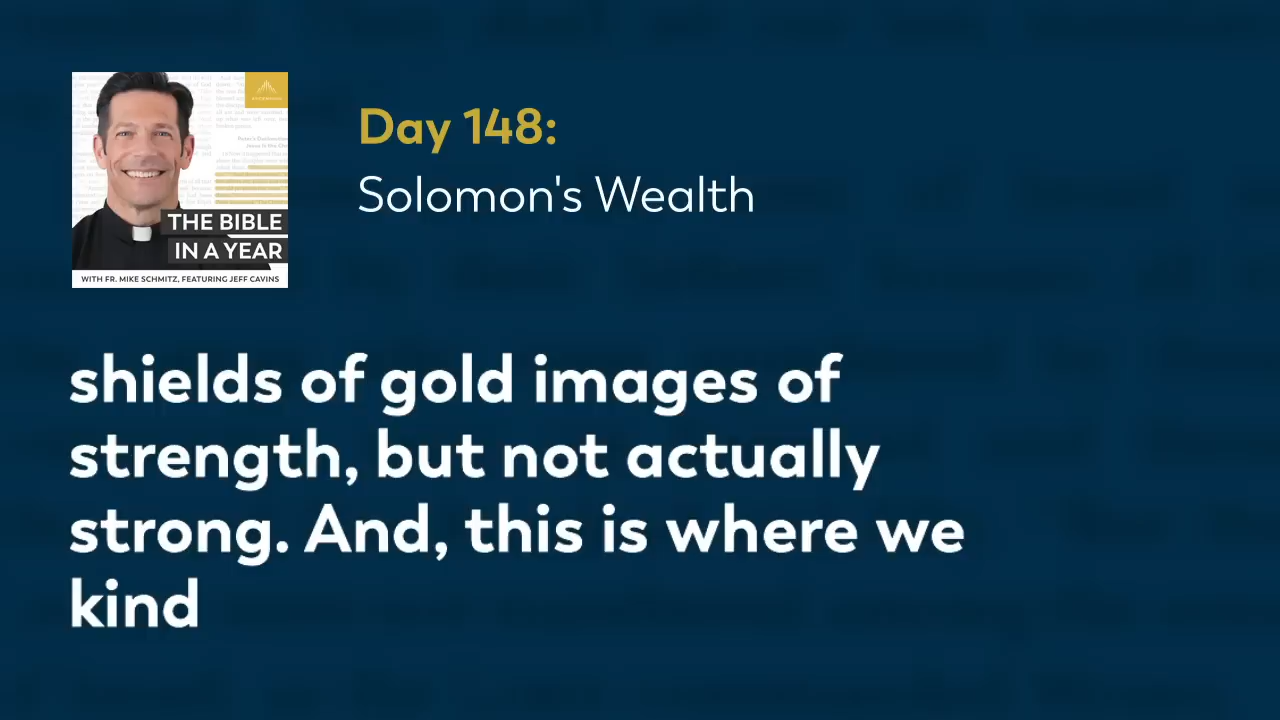 Day 148:
Solomon's Wealth
THE BIBLE
IN A YEAR
WITH FR. MIKE SCHMITZ, FEATURING JEFF CAVINS
shields of gold images of
strength, but not actually
strong. And, this is where we
kind